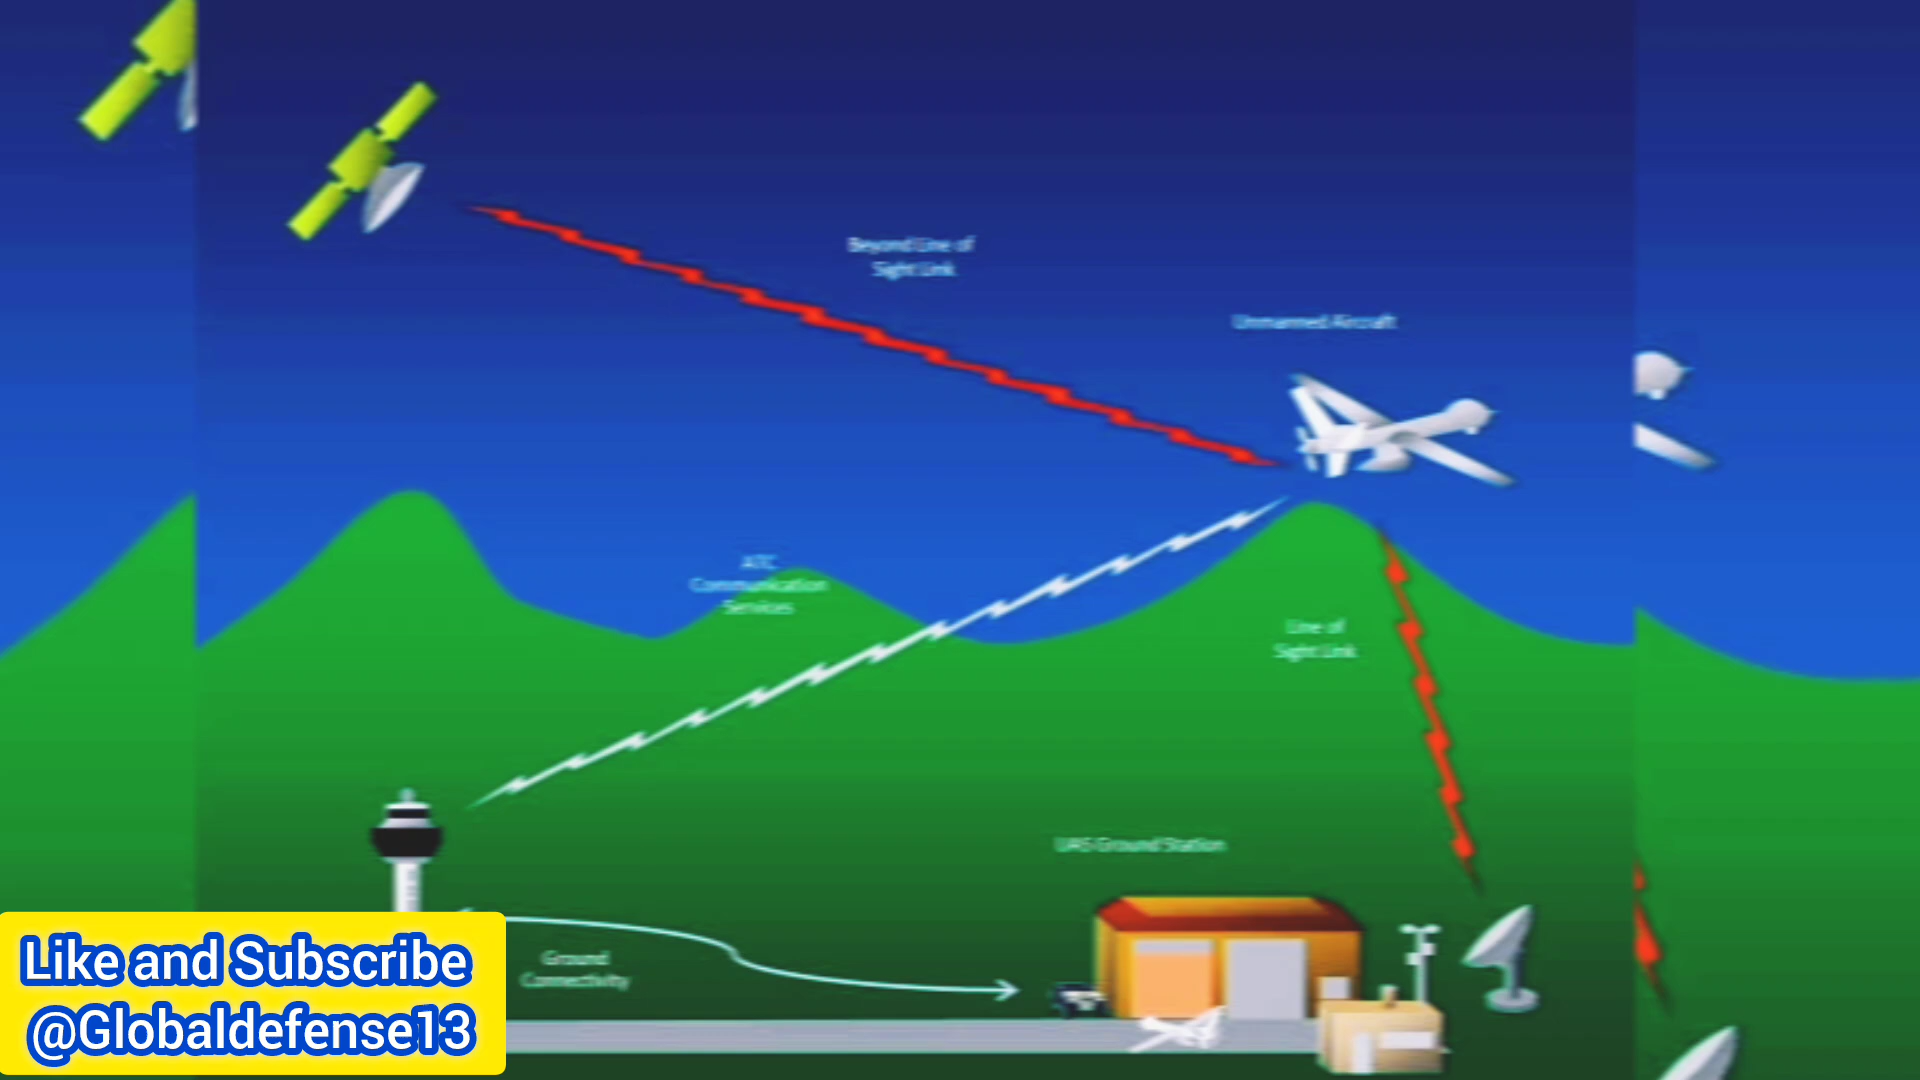 Beyond Line of
Sight Link
Unmanned Aircraft
ATC
Communication
Services
Line of
Sight Link
UAS Ground Station
Ground
Connectivity
Like and Subscribe
@Globaldefense13